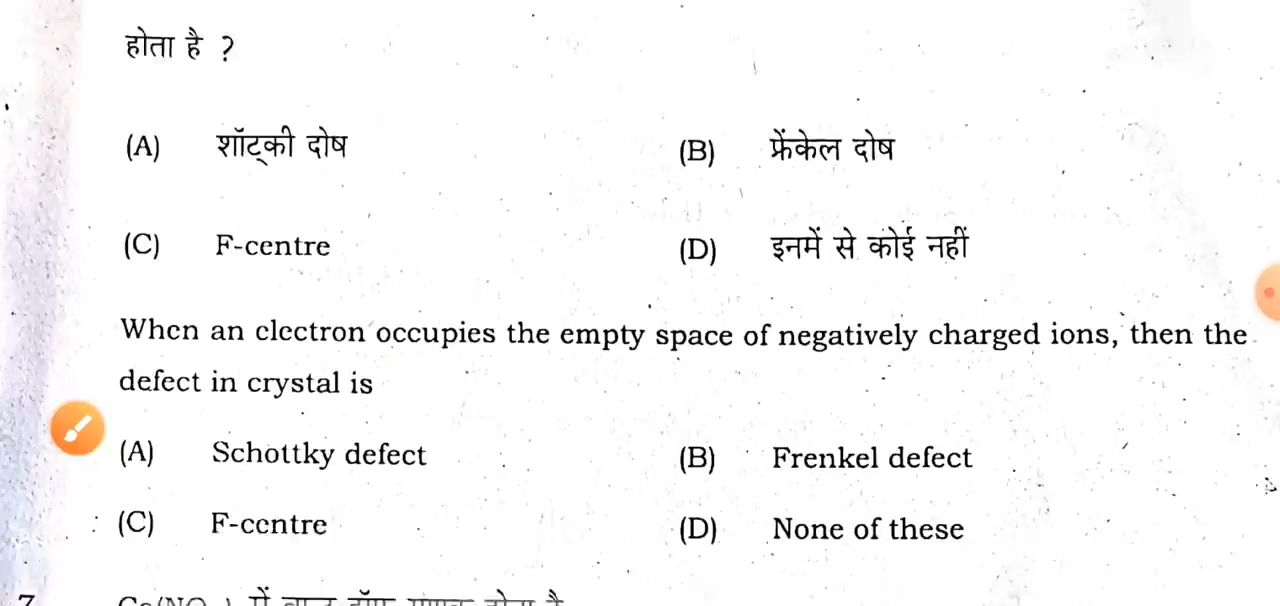 होता है ?
(A) शॉट्की दोष (B) फ्रेंकेल दोष
(C) F-centre (D) इनमें से कोई नहीं
When an electron occupies the empty space of negatively charged ions, then the
defect in crystal is
(A) Schottky defect (B) Frenkel defect
(C) F-centre (D) None of these
7